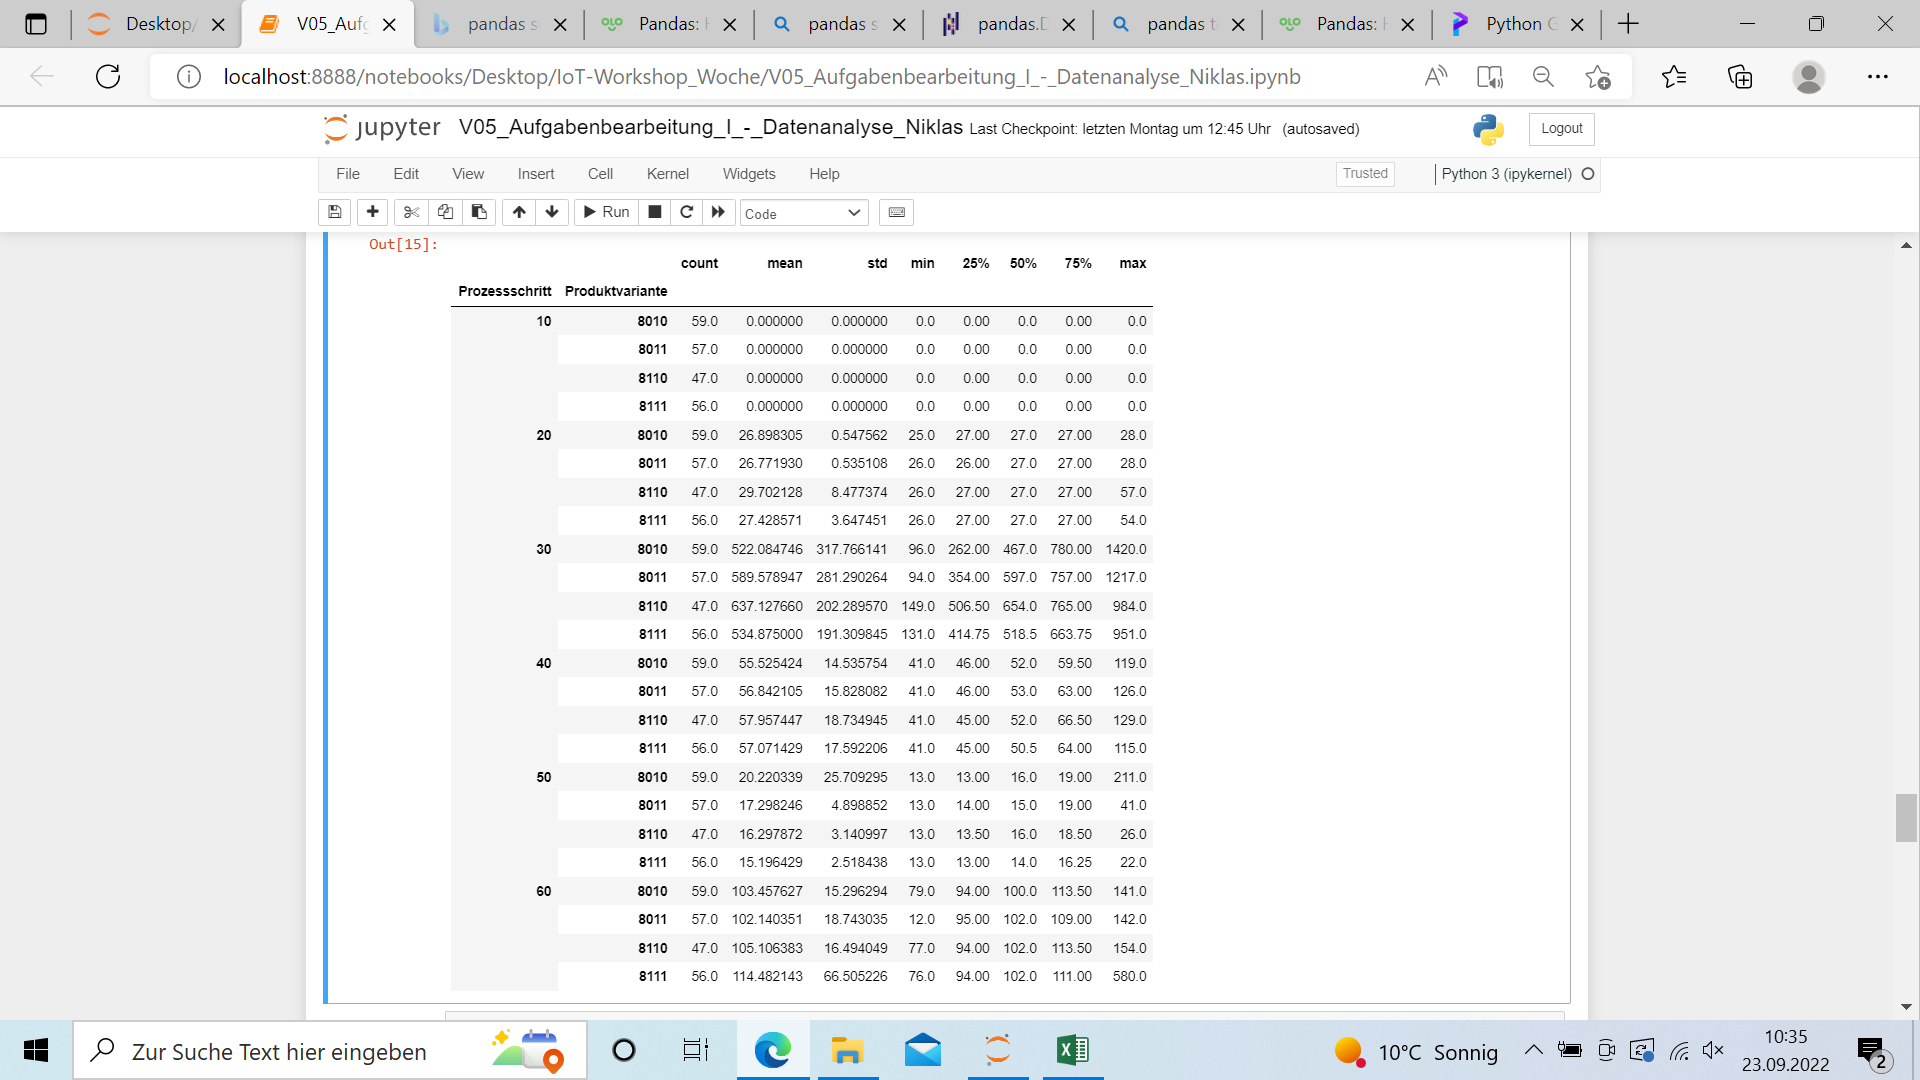 Desktop/
V05_Aufg
pandas s
Pandas: H
pandas s
pandas.D
pandas t
Pandas: H
Python G
localhost:8888/notebooks/Desktop/IoT-Workshop_Woche/V05_Aufgabenbearbeitung_I_-_Datenanalyse_Niklas.ipynb
jupyter V05_Aufgabenbearbeitung_I_-_Datenanalyse_Niklas Last Checkpoint: letzten Montag um 12:45 Uhr (autosaved)
Logout
File Edit View Insert Cell Kernel Widgets Help
Trusted
Python 3 (ipykernel)
Run
Code
Out[15]:
count mean std min 25% 50% 75% max
Prozessschritt Produktvariante
10 8010 59.0 0.000000 0.000000 0.0 0.00 0.0 0.00 0.0
8011 57.0 0.000000 0.000000 0.0 0.00 0.0 0.00 0.0
8110 47.0 0.000000 0.000000 0.0 0.00 0.0 0.00 0.0
8111 56.0 0.000000 0.000000 0.0 0.00 0.0 0.00 0.0
20 8010 59.0 26.898305 0.547562 25.0 27.00 27.0 27.00 28.0
8011 57.0 26.771930 0.535108 26.0 26.00 27.0 27.00 28.0
8110 47.0 29.702128 8.477374 26.0 27.00 27.0 27.00 57.0
8111 56.0 27.428571 3.647451 26.0 27.00 27.0 27.00 54.0
30 8010 59.0 522.084746 317.766141 96.0 262.00 467.0 780.00 1420.0
8011 57.0 589.578947 281.290264 94.0 354.00 597.0 757.00 1217.0
8110 47.0 637.127660 202.289570 149.0 506.50 654.0 765.00 984.0
8111 56.0 534.875000 191.309845 131.0 414.75 518.5 663.75 951.0
40 8010 59.0 55.525424 14.535754 41.0 46.00 52.0 59.50 119.0
8011 57.0 56.842105 15.828082 41.0 46.00 53.0 63.00 126.0
8110 47.0 57.957447 18.734945 41.0 45.00 52.0 66.50 129.0
8111 56.0 57.071429 17.592206 41.0 45.00 50.5 64.00 115.0
50 8010 59.0 20.220339 25.709295 13.0 13.00 16.0 19.00 211.0
8011 57.0 17.298246 4.898852 13.0 14.00 15.0 19.00 41.0
8110 47.0 16.297872 3.140997 13.0 13.50 16.0 18.50 26.0
8111 56.0 15.196429 2.518438 13.0 13.00 14.0 16.25 22.0
60 8010 59.0 103.457627 15.296294 79.0 94.00 100.0 113.50 141.0
8011 57.0 102.140351 18.743035 12.0 95.00 102.0 109.00 142.0
8110 47.0 105.106383 16.494049 77.0 94.00 102.0 113.50 154.0
8111 56.0 114.482143 66.505226 76.0 94.00 102.0 111.00 580.0
Zur Suche Text hier eingeben
10°C Sonnig
10:35
23.09.2022
2